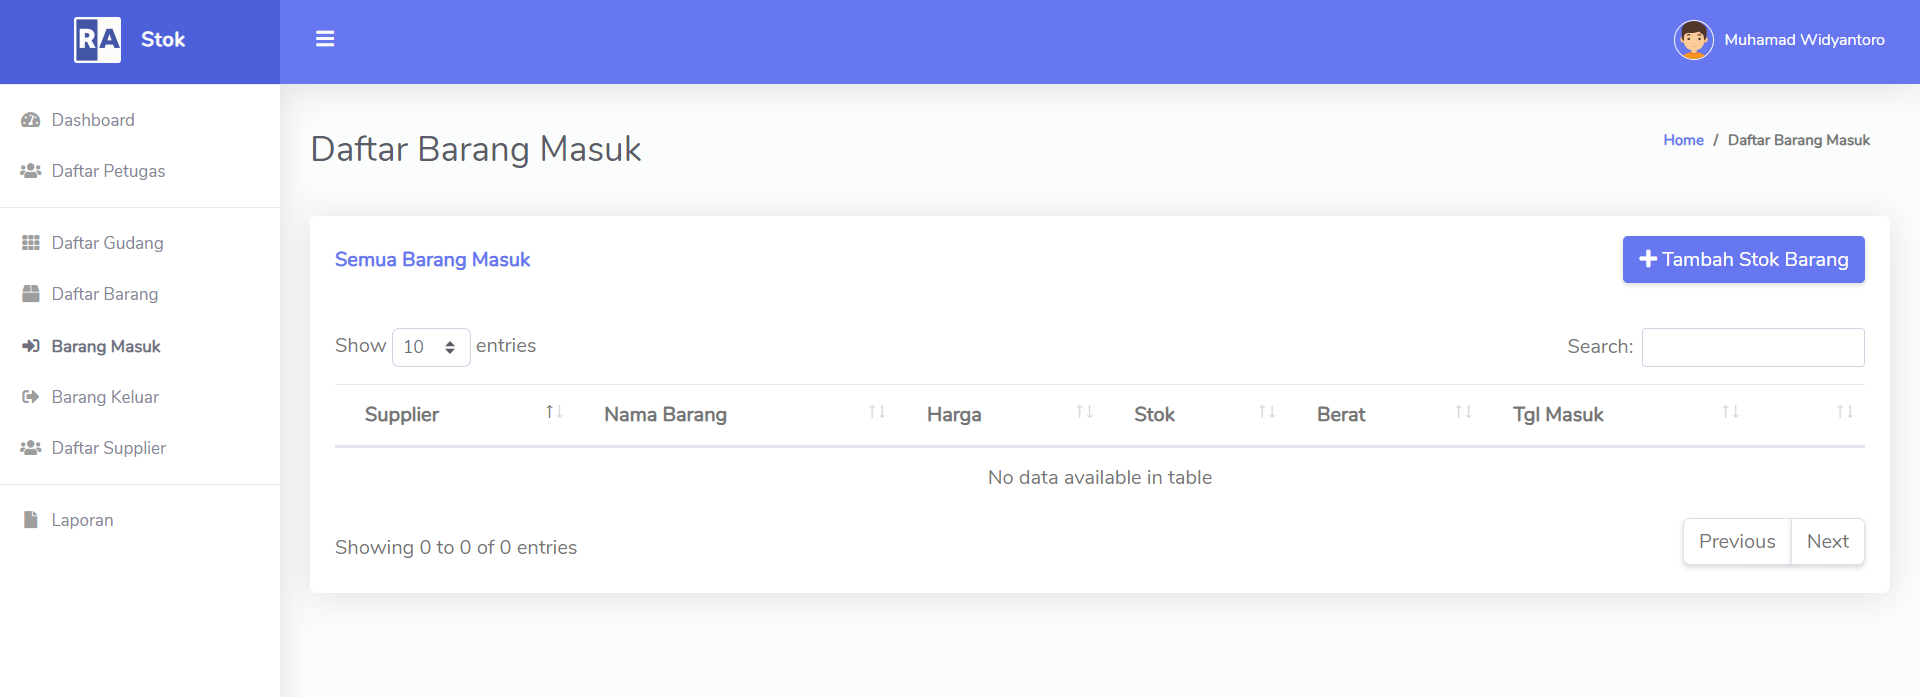 RA Stok
Muhamad Widyantoro
Dashboard
Daftar Petugas
Daftar Gudang
Daftar Barang
Barang Masuk
Barang Keluar
Daftar Supplier
Laporan
Daftar Barang Masuk
Home / Daftar Barang Masuk
Semua Barang Masuk
Tambah Stok Barang
Show 10 entries
Search:
Supplier Nama Barang Harga Stok Berat Tgl Masuk
No data available in table
Showing 0 to 0 of 0 entries
Previous Next